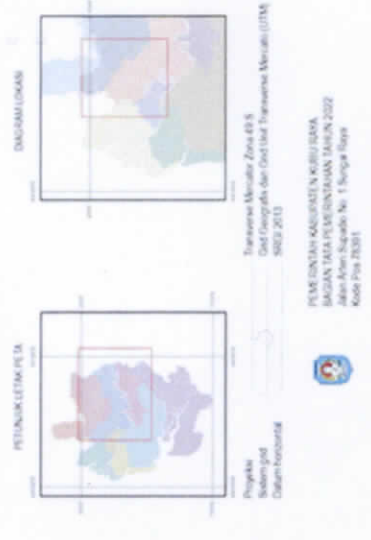 PETUNJUK LETAK PETA
DIAGRAM LOKASI
Proyeksi
Sistem grid
Datum horizontal
Transverse Mercator Zona 49 S
Grid Geografis dan Grid Unit Transverse Mercator (UTM)
SRGI 2013
PEMERINTAH KABUPATEN KUBU RAYA
BAGIAN TATA PEMERINTAHAN TAHUN 2022
Jalan Arteri Supadio No. 1 Sungai Raya
Kode Pos 78391